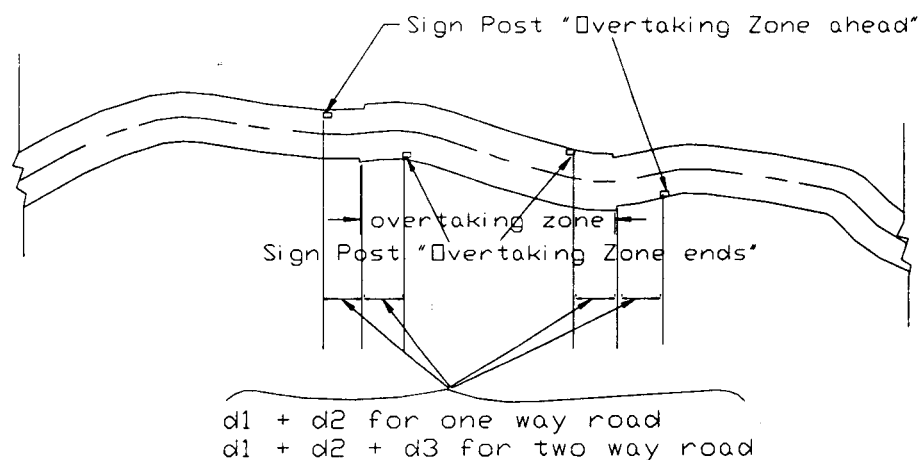 Sign Post "Overtaking Zone ahead"
overtaking zone
Sign Post "Overtaking Zone ends"
d1 + d2 for one way road
d1 + d2 + d3 for two way road